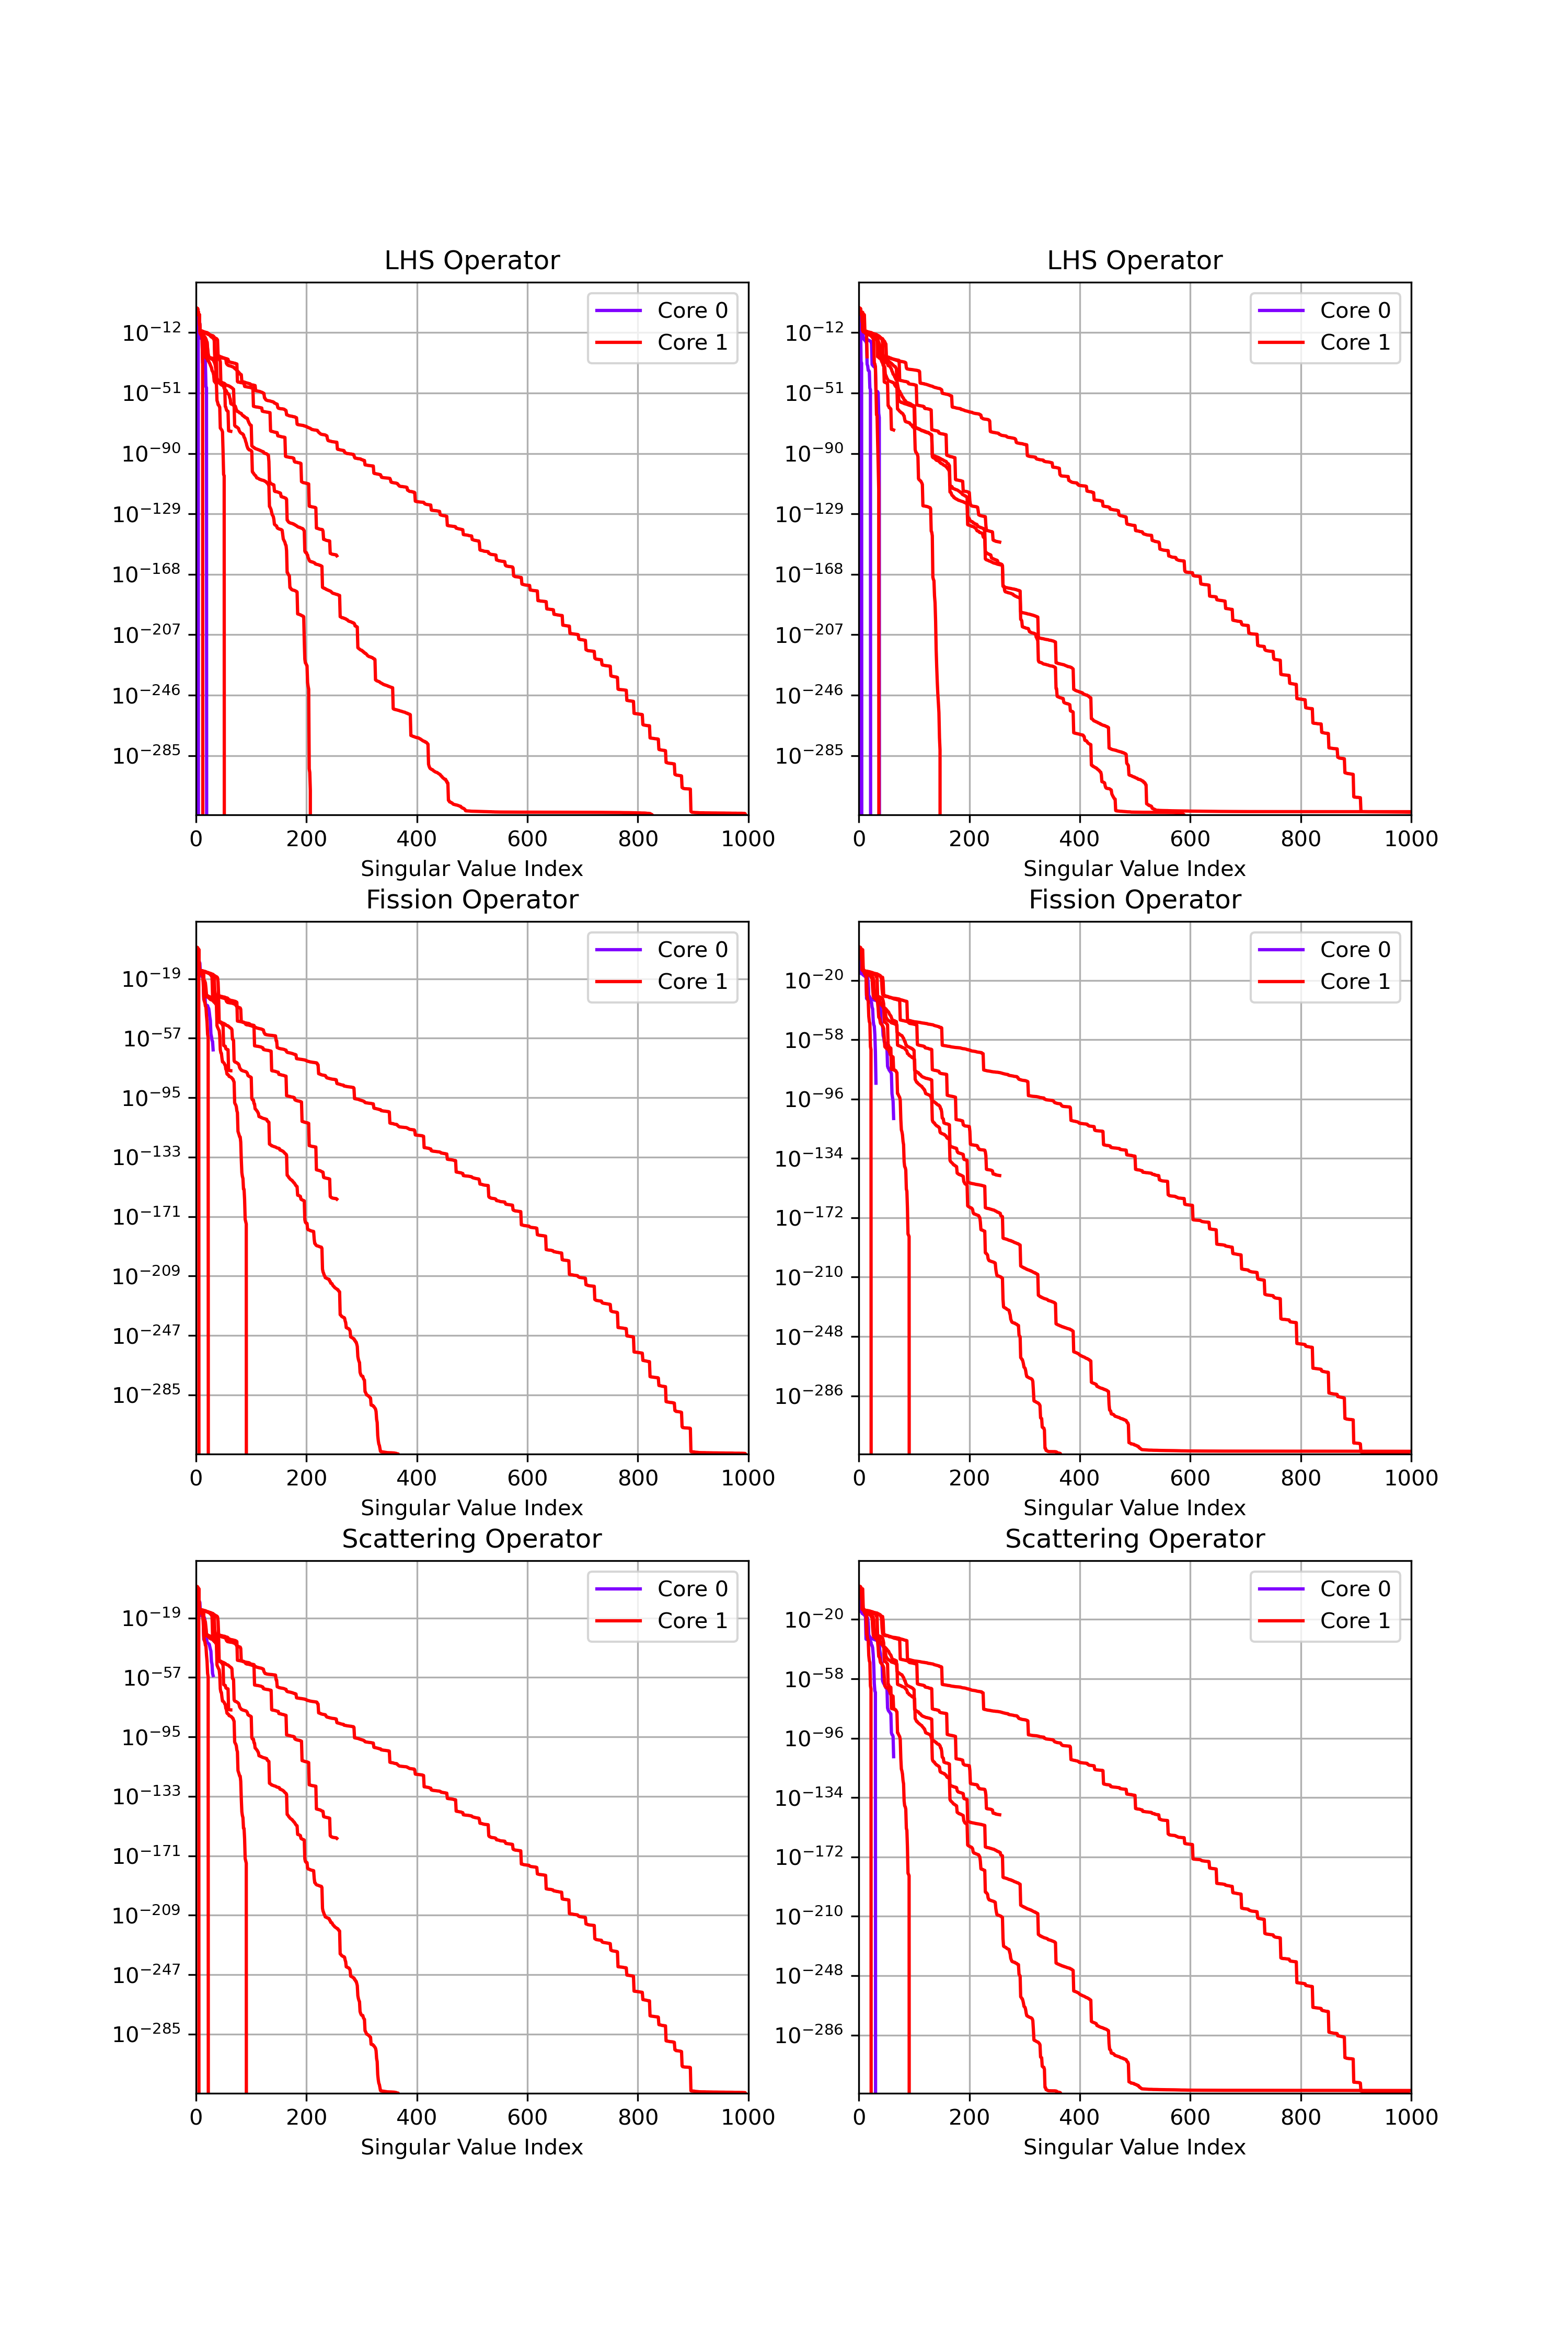 LHS Operator
Core 0
Core 1
10−12
10−51
10−90
10−129
10−168
10−207
10−246
10−285
0 200 400 600 800 1000
Singular Value Index
LHS Operator
Core 0
Core 1
10−12
10−51
10−90
10−129
10−168
10−207
10−246
10−285
0 200 400 600 800 1000
Singular Value Index
Fission Operator
Core 0
Core 1
10−19
10−57
10−95
10−133
10−171
10−209
10−247
10−285
0 200 400 600 800 1000
Singular Value Index
Fission Operator
Core 0
Core 1
10−20
10−58
10−96
10−134
10−172
10−210
10−248
10−286
0 200 400 600 800 1000
Singular Value Index
Scattering Operator
Core 0
Core 1
10−19
10−57
10−95
10−133
10−171
10−209
10−247
10−285
0 200 400 600 800 1000
Singular Value Index
Scattering Operator
Core 0
Core 1
10−20
10−58
10−96
10−134
10−172
10−210
10−248
10−286
0 200 400 600 800 1000
Singular Value Index